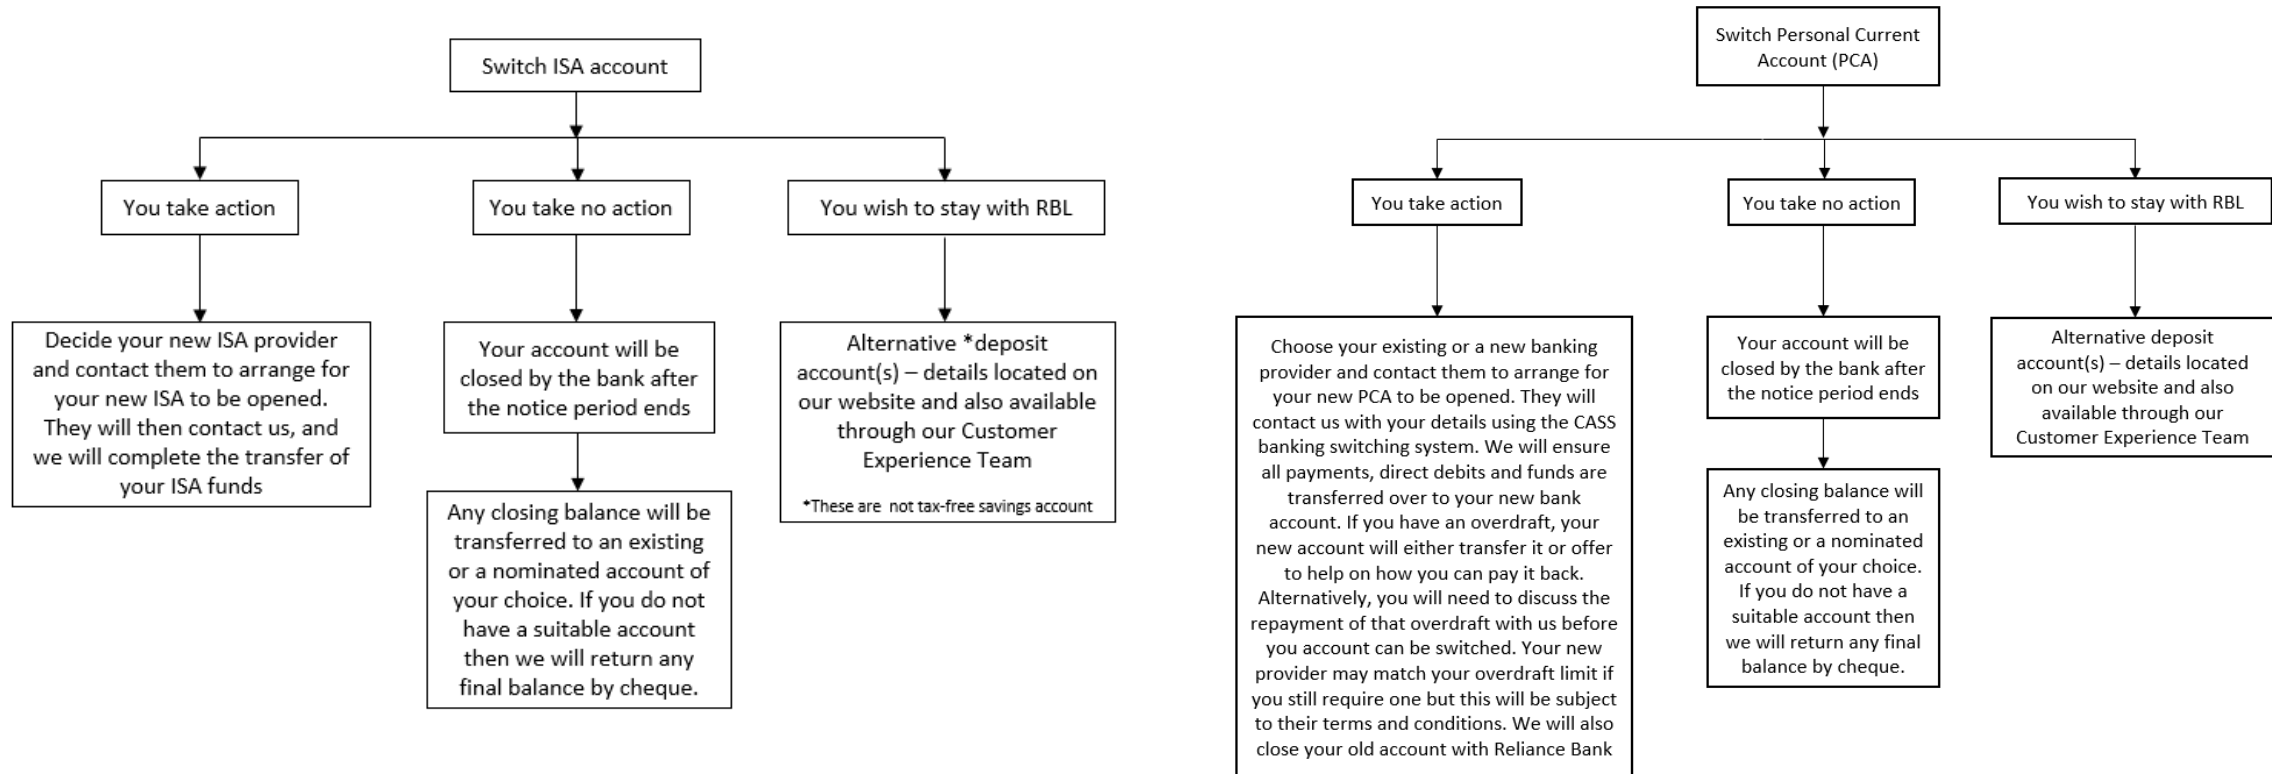 Switch ISA account
You take action
You take no action
You wish to stay with RBL
Decide your new ISA provider
and contact them to arrange for
your new ISA to be opened.
They will then contact us, and
we will complete the transfer of
your ISA funds
Your account will be
closed by the bank after
the notice period ends
Any closing balance will be
transferred to an existing
or a nominated account of
your choice. If you do not
have a suitable account
then we will return any
final balance by cheque.
Alternative *deposit
account(s) – details located on
our website and also available
through our Customer
Experience Team
*These are not tax-free savings account
Switch Personal Current
Account (PCA)
You take action
You take no action
You wish to stay with RBL
Choose your existing or a new banking
provider and contact them to arrange for
your new PCA to be opened. They will
contact us with your details using the CASS
banking switching system. We will ensure
all payments, direct debits and funds are
transferred over to your new bank
account. If you have an overdraft, your
new account will either transfer it or offer
to help on how you can pay it back.
Alternatively, you will need to discuss the
repayment of that overdraft with us before
you account can be switched. Your new
provider may match your overdraft limit if
you still require one but this will be subject
to their terms and conditions. We will also
close your old account with Reliance Bank
Your account will be
closed by the bank after
the notice period ends
Any closing balance will
be transferred to an
existing or a nominated
account of your choice.
If you do not have a
suitable account then
we will return any final
balance by cheque.
Alternative deposit
account(s) – details located
on our website and also
available through our
Customer Experience Team